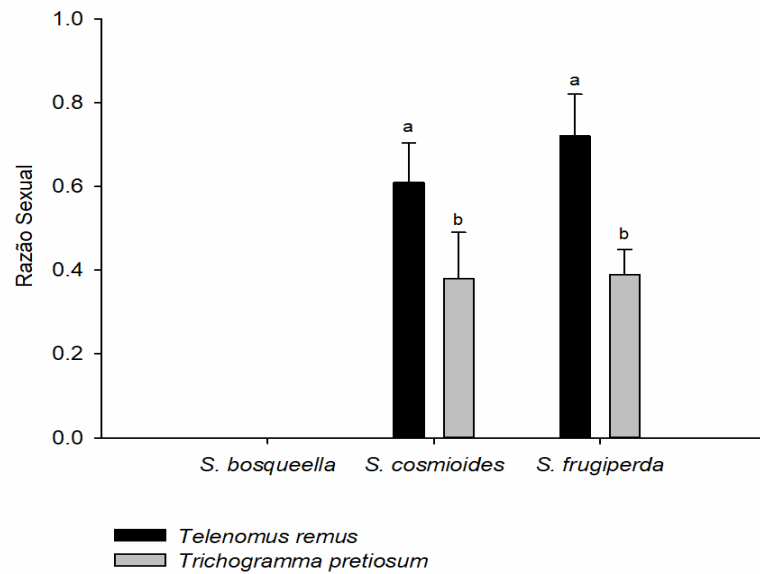 1.0
0.8
0.6
0.4
0.2
0.0
Razão Sexual
a
b
a
b
S. bosqueella
S. cosmioides
S. frugiperda
Telenomus remus
Trichogramma pretiosum